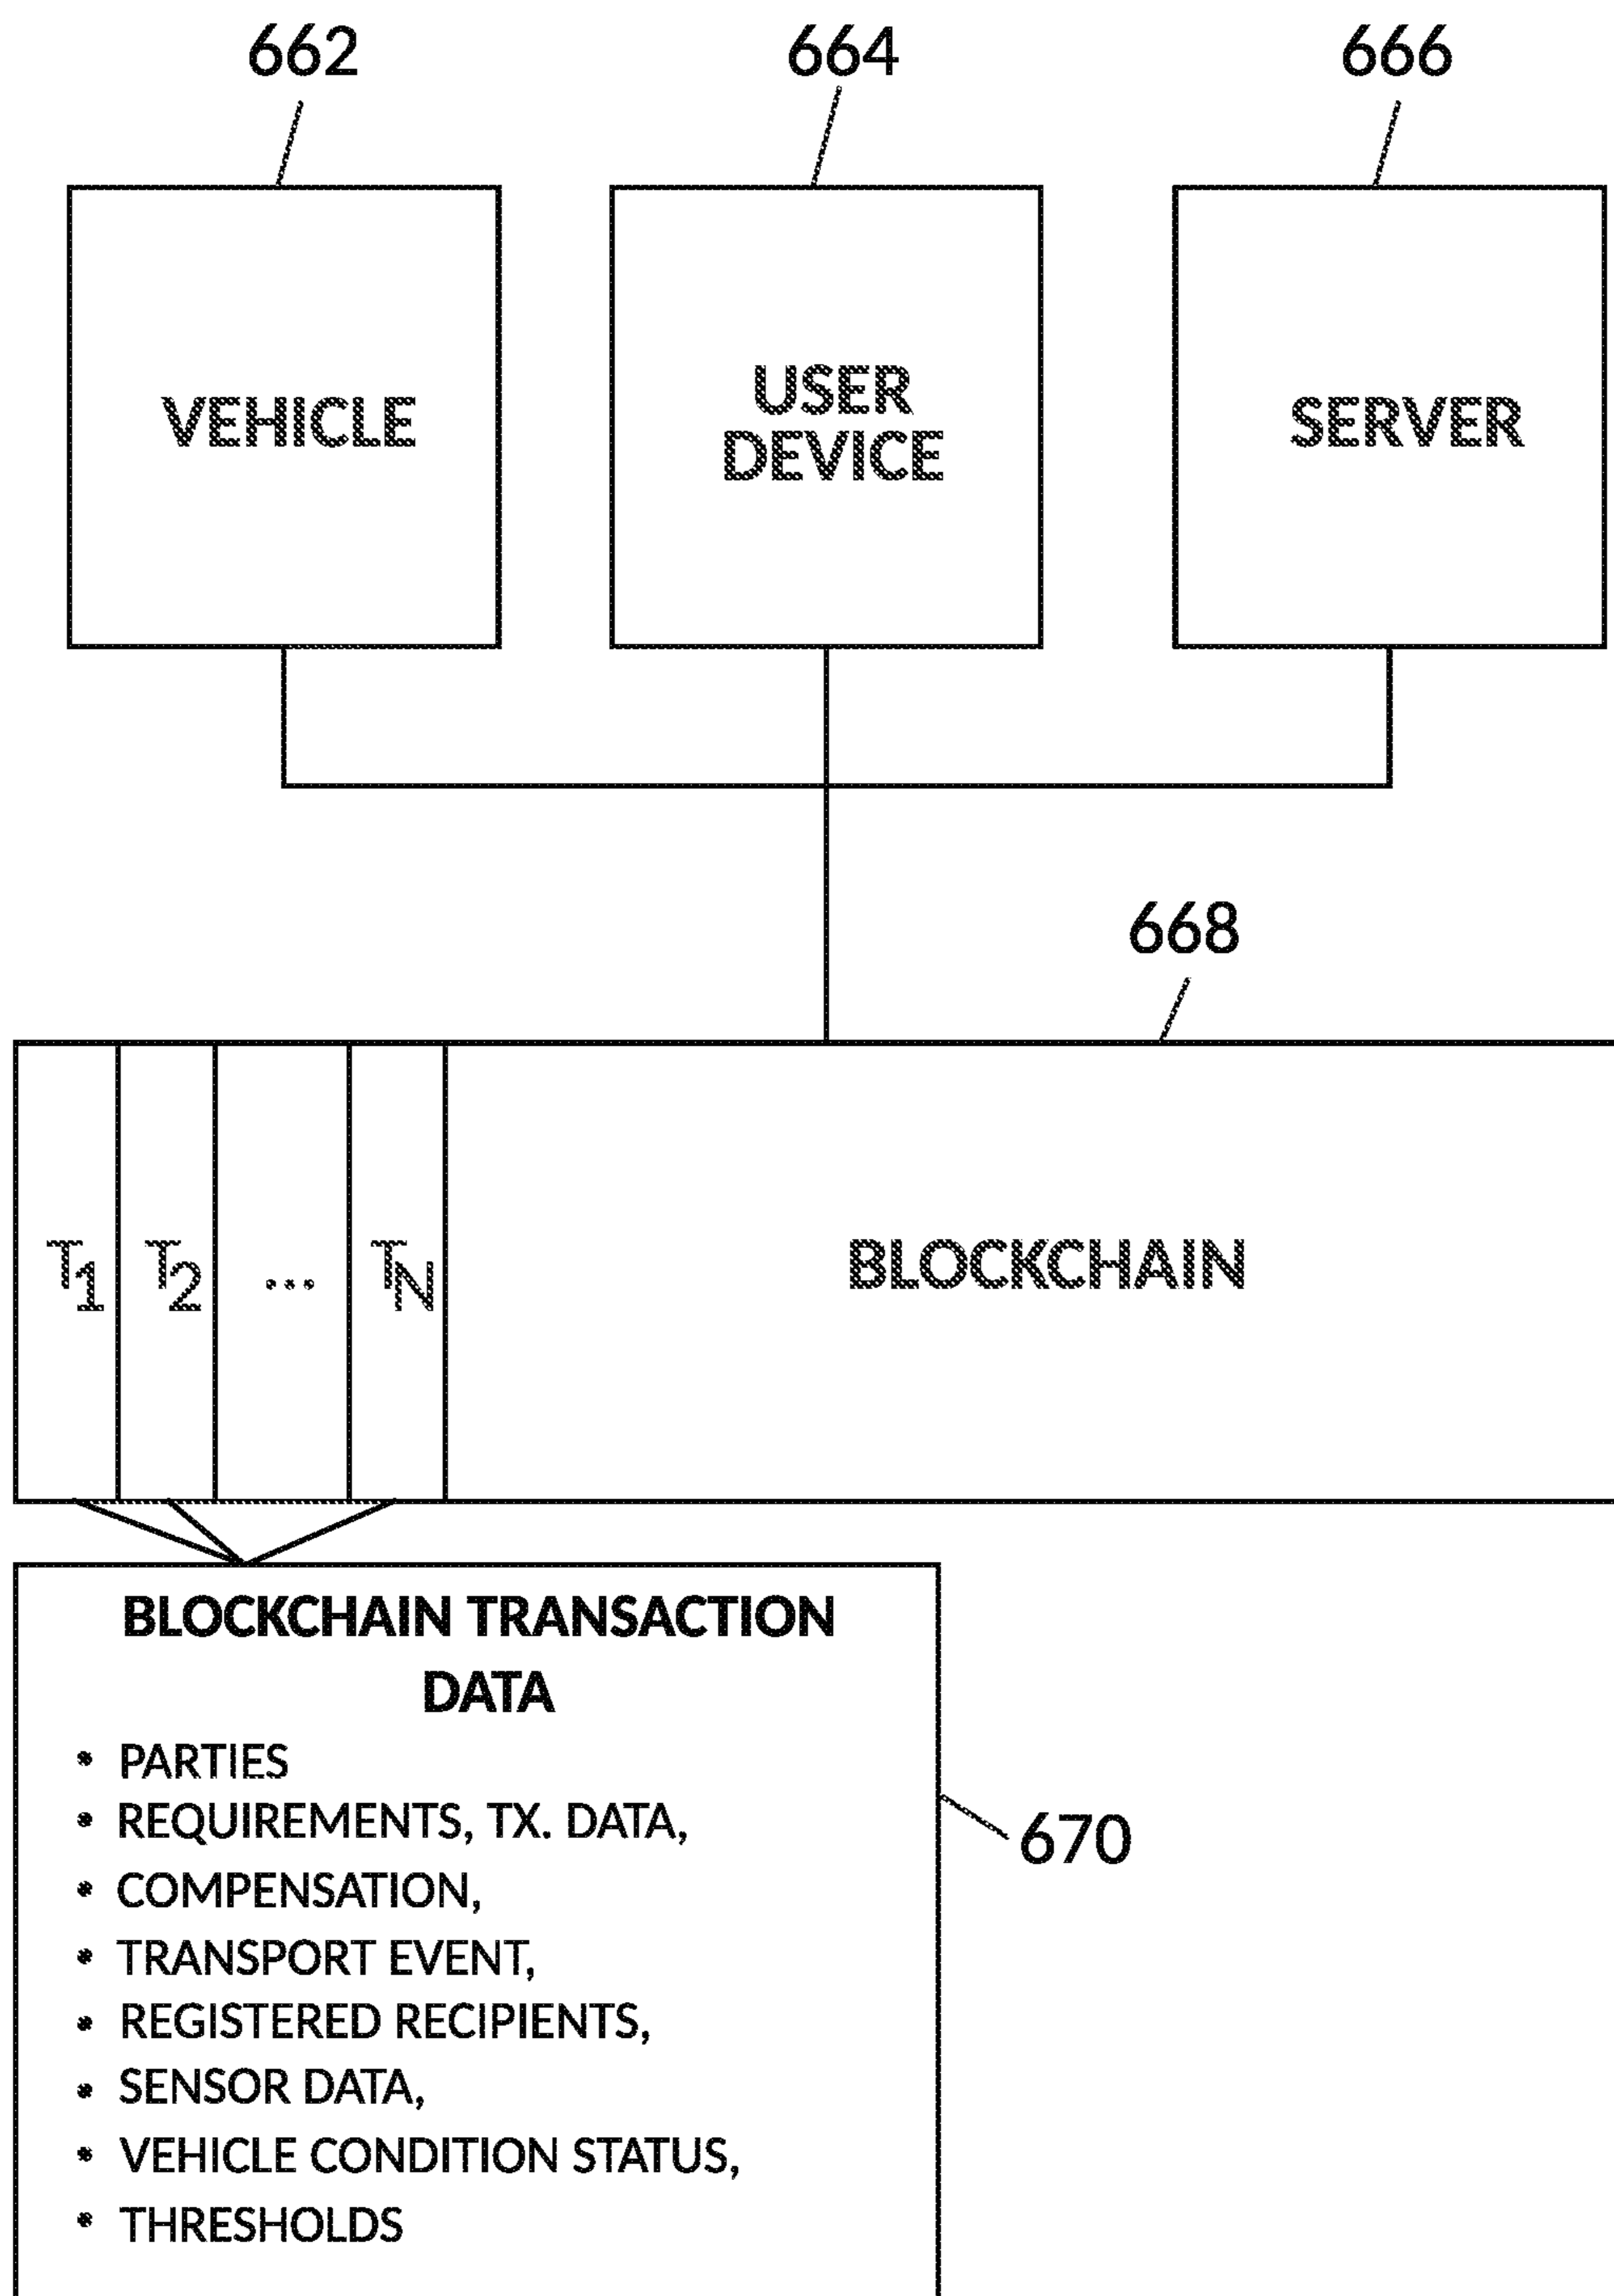 662 664 666
VEHICLE
USER
DEVICE
SERVER
668
T1 T2 ... TN
BLOCKCHAIN
BLOCKCHAIN TRANSACTION
DATA
• PARTIES
• REQUIREMENTS, TX. DATA,
• COMPENSATION,
• TRANSPORT EVENT,
• REGISTERED RECIPIENTS,
• SENSOR DATA,
• VEHICLE CONDITION STATUS,
• THRESHOLDS
670